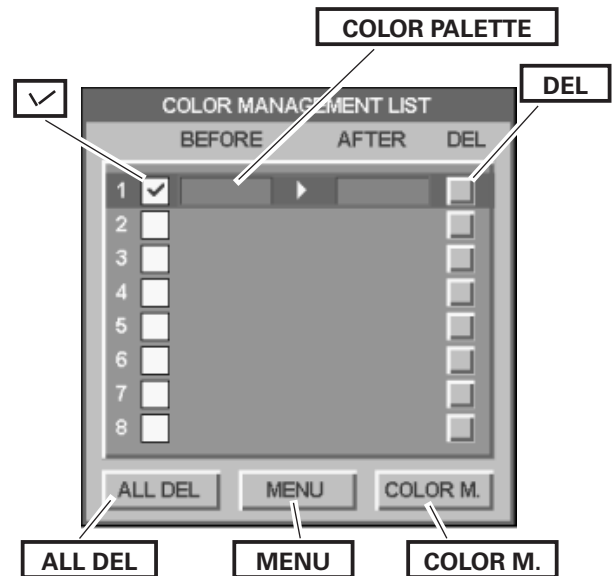 COLOR PALETTE
DEL
COLOR MANAGEMENT LIST
BEFORE AFTER DEL
1
2
3
4
5
6
7
8
ALL DEL MENU COLOR M.
ALL DEL MENU COLOR M.